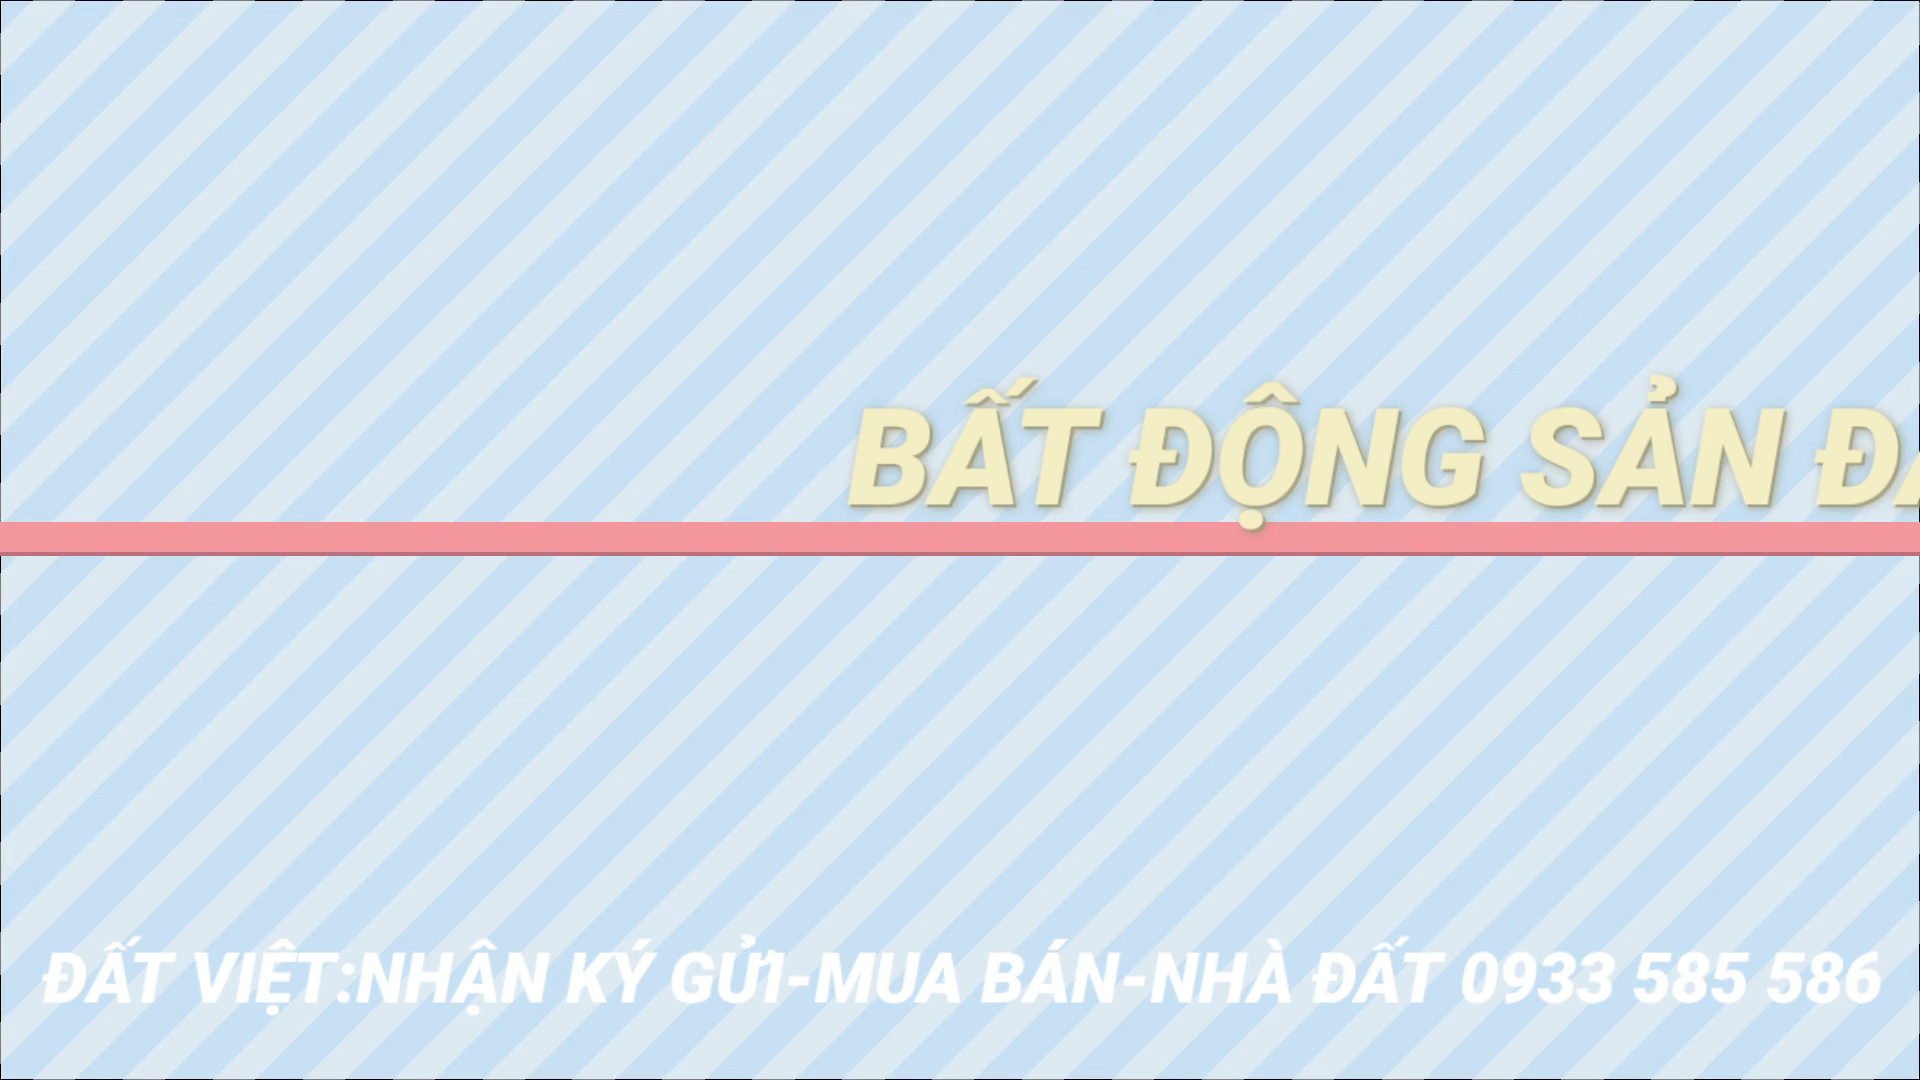 BẤT ĐỘNG SẢN
ĐẤT VIỆT:NHẬN KÝ GỬI-MUA BÁN-NHÀ ĐẤT 0933 585 586